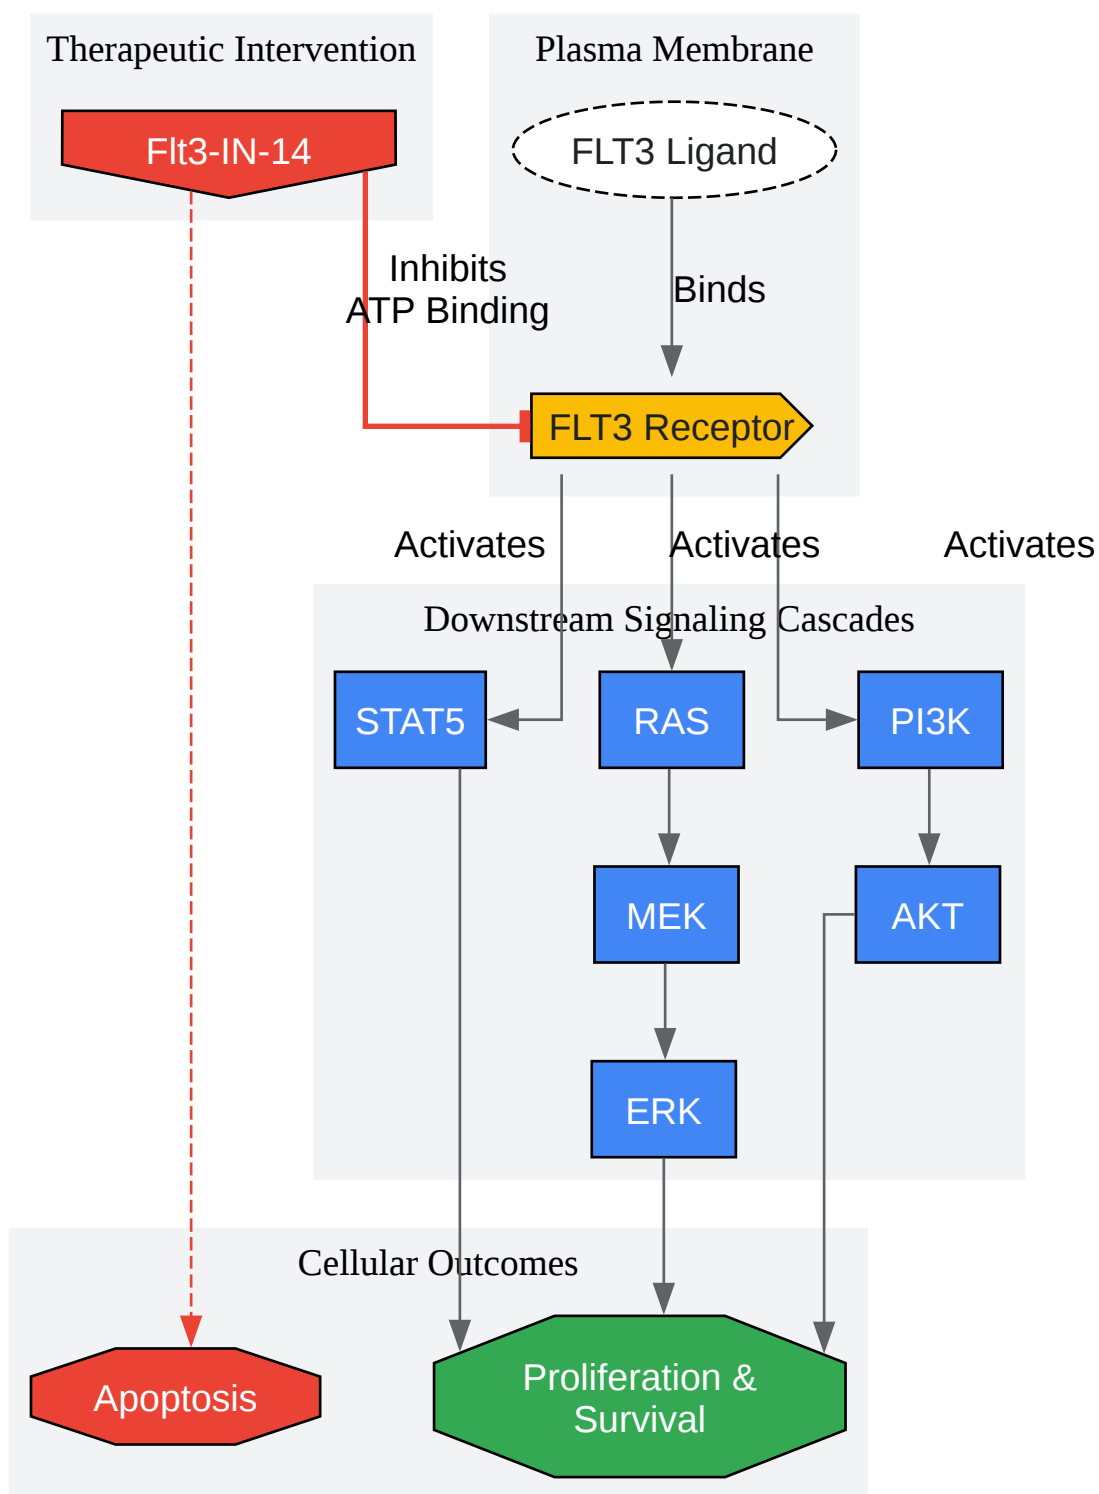 Therapeutic Intervention
Plasma Membrane
Flt3-IN-14
FLT3 Ligand
Inhibits
ATP Binding
Binds
FLT3 Receptor
Activates
Activates
Activates
Downstream Signaling Cascades
STAT5
RAS
PI3K
MEK
AKT
ERK
Cellular Outcomes
Apoptosis
Proliferation &
Survival